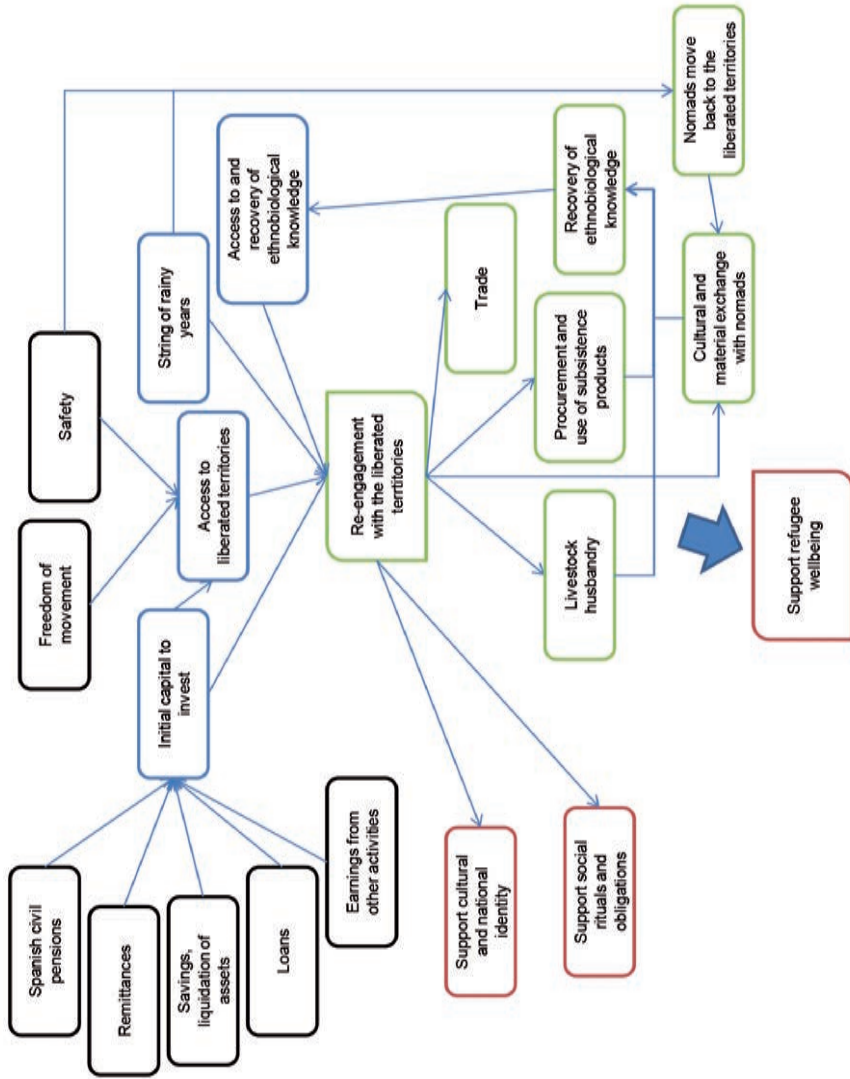 Spanish civil
pensions
Remittances
Savings,
liquidation of
assets
Loans
Earnings from
other activities
Freedom of
movement
Safety
Initial capital to
invest
Access to
liberated territories
String of rainy
years
Access to and
recovery of
ethnobiological
knowledge
Re-engagement
with the liberated
terrtitories
Support cultural
and national
identity
Support social
rituals and
obligations
Livestock
husbandry
Procurement and
use of subsistence
products
Trade
Recovery of
ethnobiological
knowledge
Cultural and
material exchange
with nomads
Nomads move
back to the
liberated territories
Support refugee
wellbeing